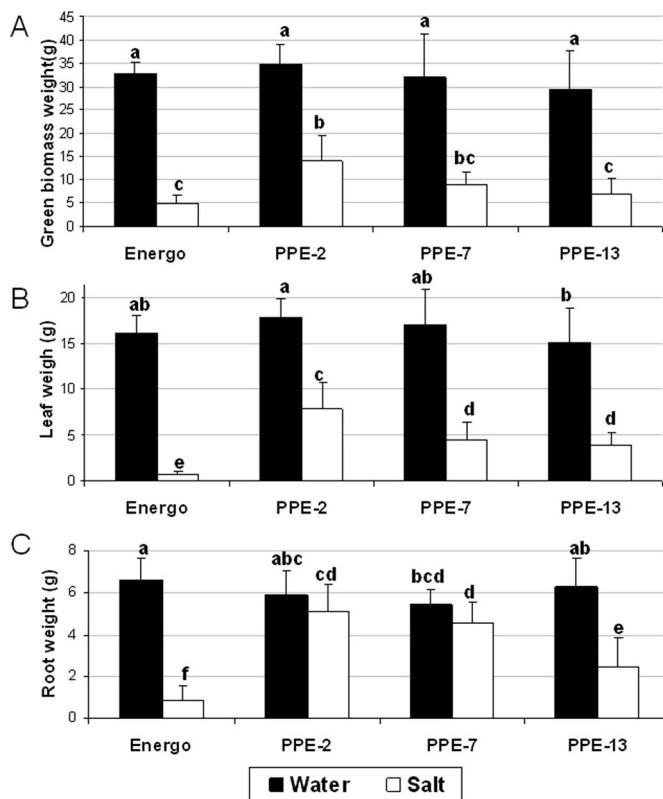 A
Green biomass weight(g)
45
40
35
30
25
20
15
10
5
0
a
c
a
b
a
bc
a
c
Energo PPE-2 PPE-7 PPE-13
B
Leaf weigh (g)
20
15
10
5
0
ab
e
a
c
ab
d
b
d
Energo PPE-2 PPE-7 PPE-13
C
Root weight (g)
8
6
4
2
0
a
f
abc
cd
bcd
d
ab
e
Energo PPE-2 PPE-7 PPE-13
Water Salt